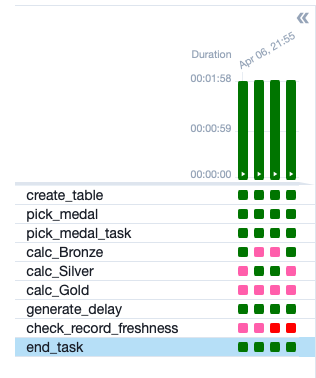 «
Apr 06, 21:55
Duration
00:01:58
00:00:59
00:00:00
create_table
pick_medal
pick_medal_task
calc_Bronze
calc_Silver
calc_Gold
generate_delay
check_record_freshness
end_task